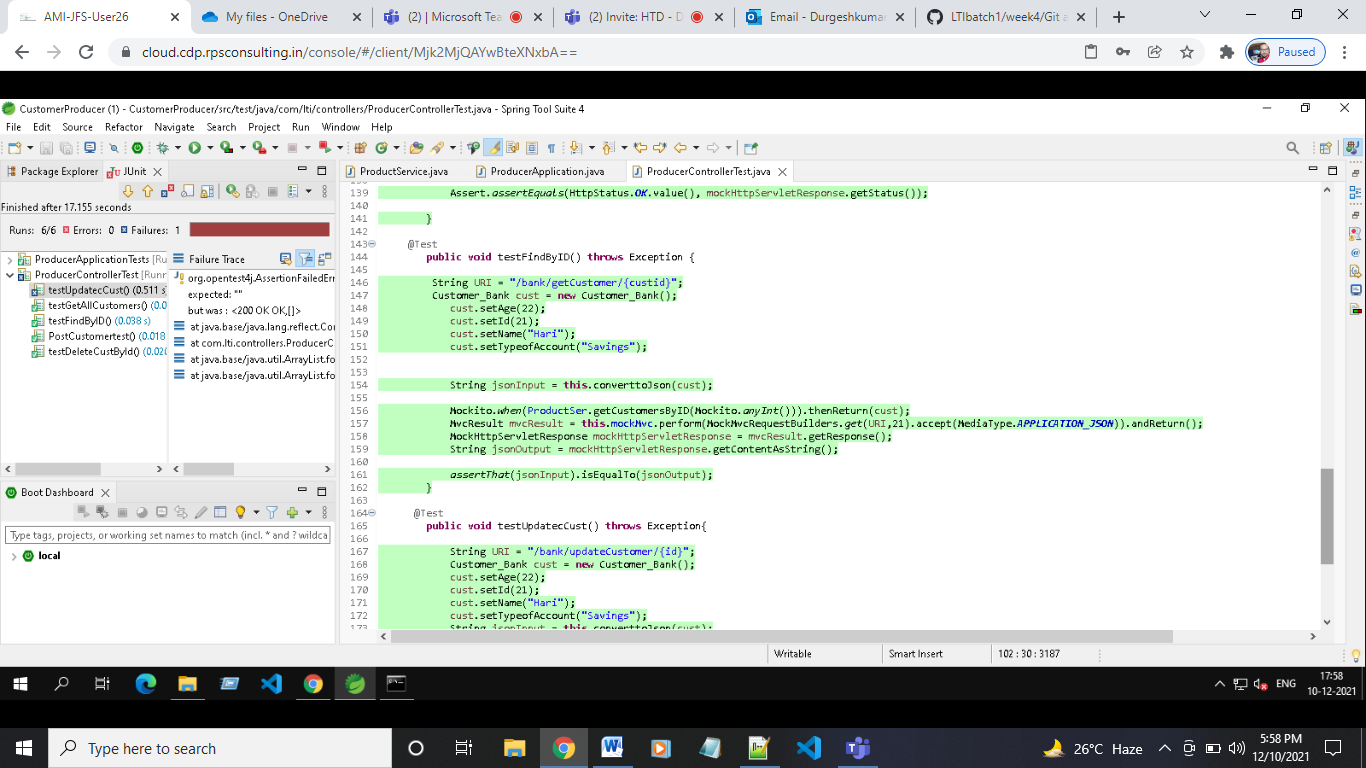 AMI-JFS-User26
My files - OneDrive
(2) | Microsoft Tea
(2) Invite: HTD - D
Email - Durgeshkumar
LTIbatch1/week4/Git a
cloud.cdp.rpsconsulting.in/console/#/client/Mjk2MjQAYwBteXNxbA==
Paused
CustomerProducer (1) - CustomerProducer/src/test/java/com/lti/controllers/ProducerControllerTest.java - Spring Tool Suite 4
File Edit Source Refactor Navigate Search Project Run Window Help
Package Explorer
JUnit
ProductService.java
ProducerApplication.java
ProducerControllerTest.java
Finished after 17.155 seconds
Runs: 6/6 Errors: 0 Failures: 1
ProducerApplicationTests [Ru
ProducerControllerTest [Runr
testUpdatecCust() (0.511 s)
testGetAllCustomers() (0.0
testFindByID() (0.038 s)
PostCustomertest() (0.018
testDeleteCustById() (0.020
Failure Trace
org.opentest4j.AssertionFailedErr
expected: ""
but was : <200 OK OK,[]>
at java.base/java.lang.reflect.Cor
at com.lti.controllers.ProducerC
at java.base/java.util.ArrayList.fo
at java.base/java.util.ArrayList.fo
139 Assert.assertEquals(HttpStatus.OK.value(), mockHttpServletResponse.getStatus());
140
141 }
142
143 @Test
144 public void testFindByID() throws Exception {
145
146 String URI = "/bank/getCustomer/{custid}";
147 Customer_Bank cust = new Customer_Bank();
148 cust.setAge(22);
149 cust.setId(21);
150 cust.setName("Hari");
151 cust.setTypeofAccount("Savings");
152
153
154 String jsonInput = this.converttoJson(cust);
155
156 Mockito.when(ProductSer.getCustomersByID(Mockito.anyInt())).thenReturn(cust);
157 MvcResult mvcResult = this.mockMvc.perform(MockMvcRequestBuilders.get(URI,21).accept(MediaType.APPLICATION_JSON)).andReturn();
158 MockHttpServletResponse mockHttpServletResponse = mvcResult.getResponse();
159 String jsonOutput = mockHttpServletResponse.getContentAsString();
160
161 assertThat(jsonInput).isEqualTo(jsonOutput);
162 }
163
164 @Test
165 public void testUpdatecCust() throws Exception{
166
167 String URI = "/bank/updateCustomer/{id}";
168 Customer_Bank cust = new Customer_Bank();
169 cust.setAge(22);
170 cust.setId(21);
171 cust.setName("Hari");
172 cust.setTypeofAccount("Savings");
173 String jsonInput = this.converttoJson(cust);
Boot Dashboard
Type tags, projects, or working set names to match (incl. * and ? wildca
local
Writable
Smart Insert
102 : 30 : 3187
ENG
17:58
10-12-2021
Type here to search
26°C Haze
5:58 PM
12/10/2021